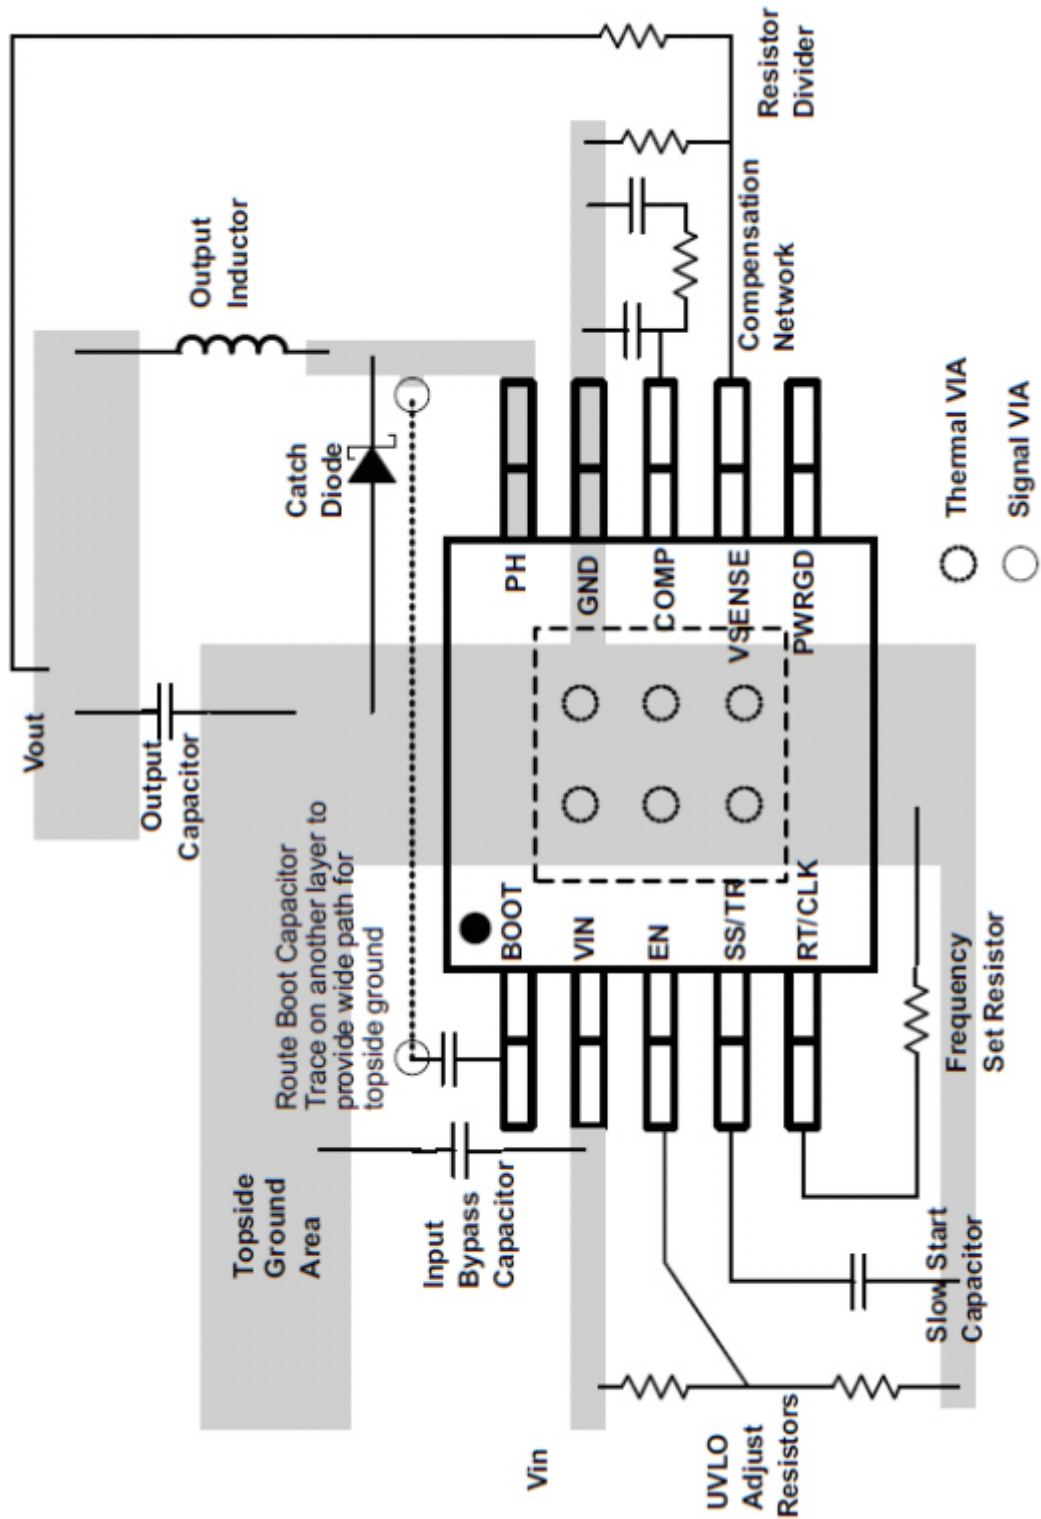 Vout
Output
Capacitor
Output
Inductor
Resistor
Divider
Route Boot Capacitor
Trace on another layer to
provide wide path for
topside ground
Catch
Diode
Topside
Ground
Area
Input
Bypass
Capacitor
Vin
BOOT
VIN
EN
SS/TR
RT/CLK
PH
GND
COMP
VSENSE
PWRGD
Compensation
Network
UVLO
Adjust
Resistors
Slow Start
Capacitor
Frequency
Set Resistor
Thermal VIA
Signal VIA